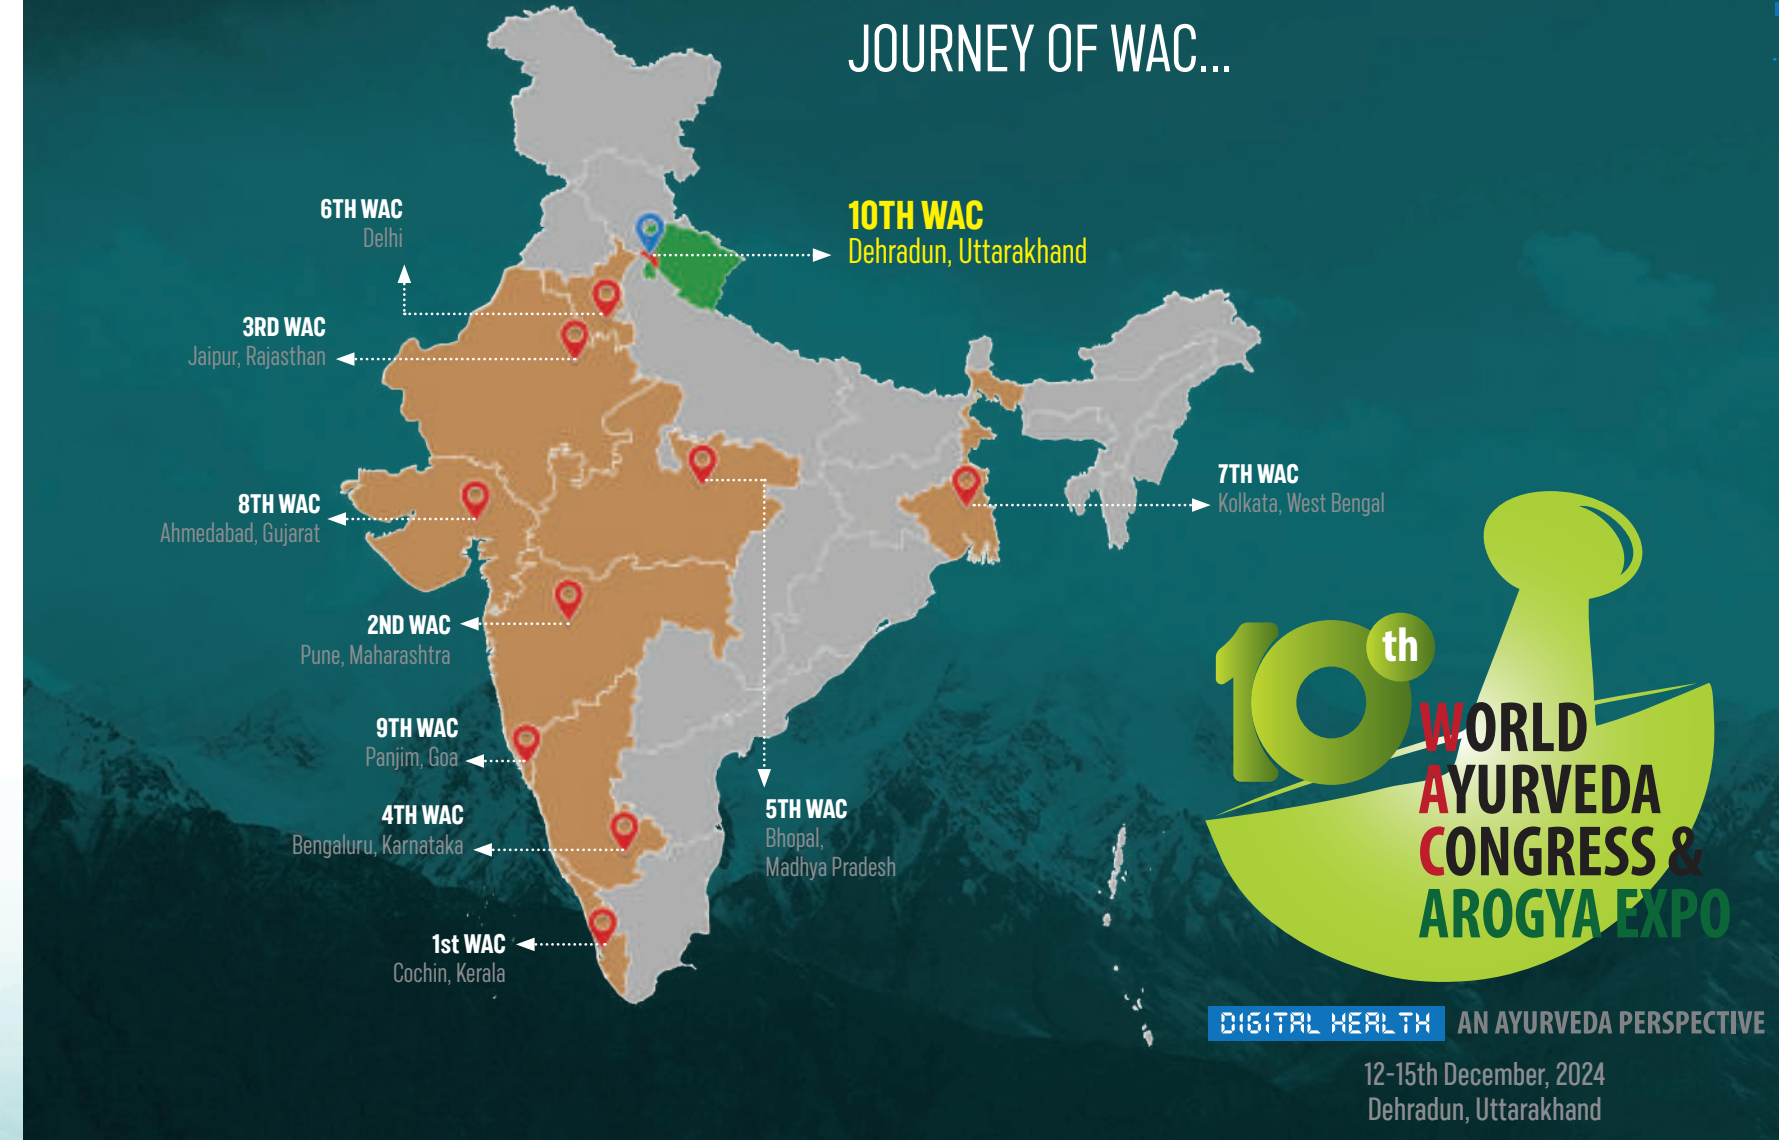 JOURNEY OF WAC...
6TH WAC
Delhi
10TH WAC
Dehradun, Uttarakhand
3RD WAC
Jaipur, Rajasthan
7TH WAC
Kolkata, West Bengal
8TH WAC
Ahmedabad, Gujarat
2ND WAC
Pune, Maharashtra
9TH WAC
Panjim, Goa
4TH WAC
Bengaluru, Karnataka
5TH WAC
Bhopal,
Madhya Pradesh
1st WAC
Cochin, Kerala
10th
WORLD
AYURVEDA
CONGRESS &
AROGYA EXPO
DIGITAL HEALTH AN AYURVEDA PERSPECTIVE
12-15th December, 2024
Dehradun, Uttarakhand